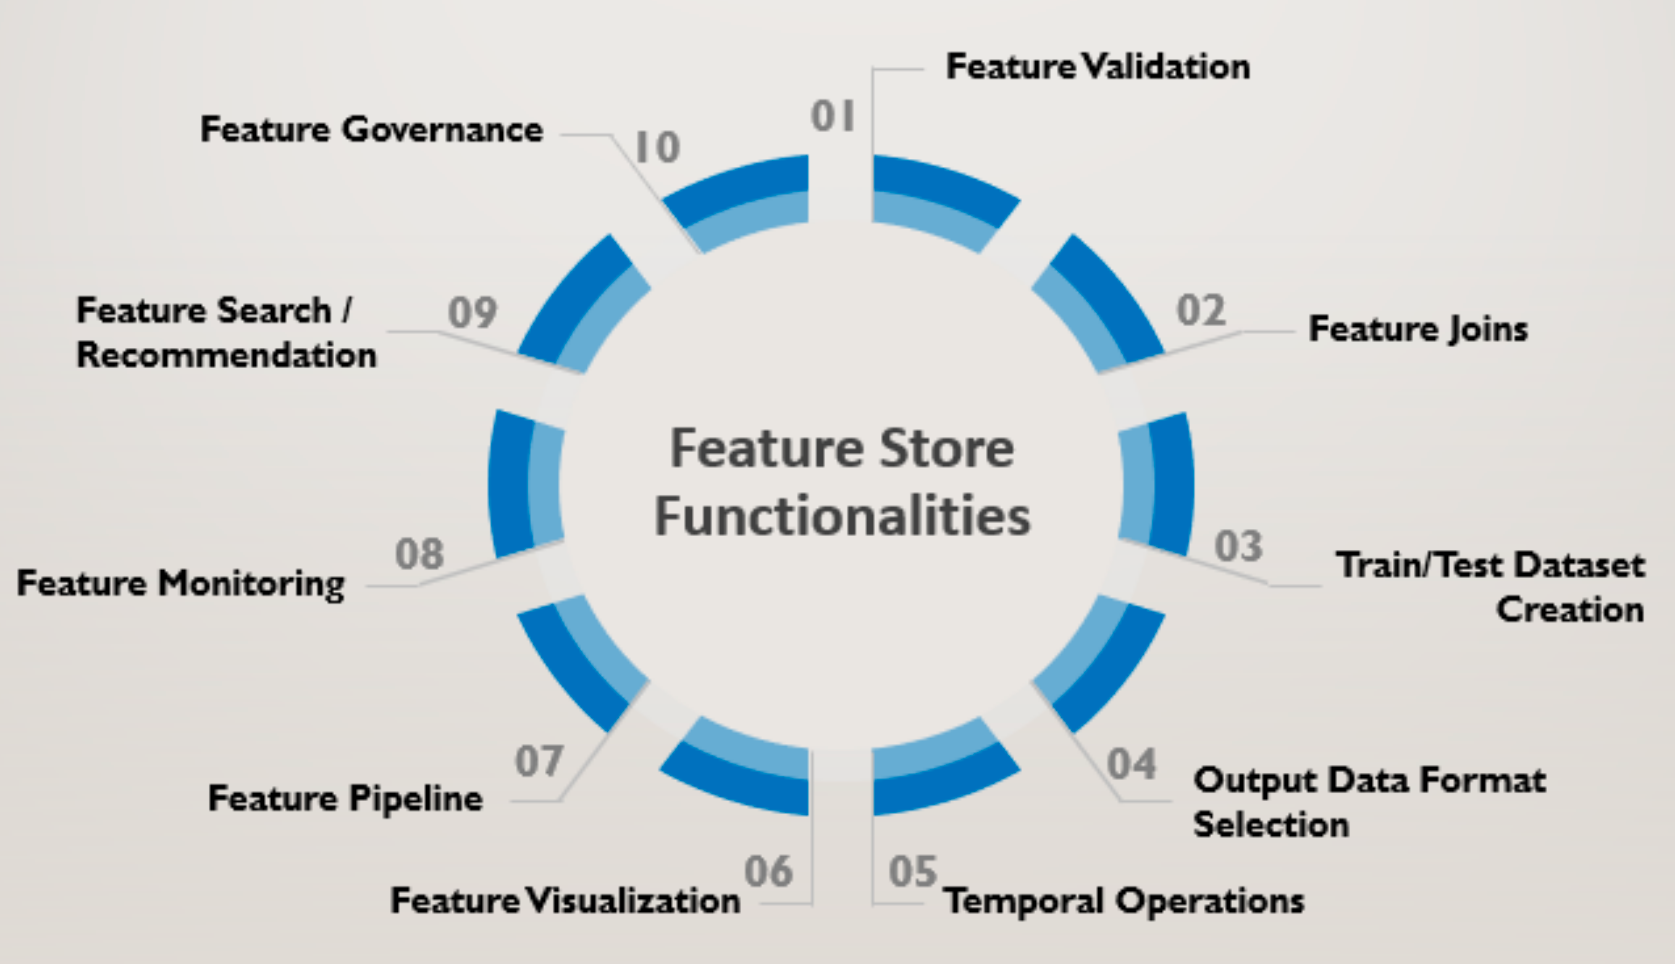 Feature Store
Functionalities
01
Feature Validation
02
Feature Joins
03
Train/Test Dataset
Creation
04
Output Data Format
Selection
05
Temporal Operations
06
Feature Visualization
07
Feature Pipeline
08
Feature Monitoring
09
Feature Search /
Recommendation
10
Feature Governance